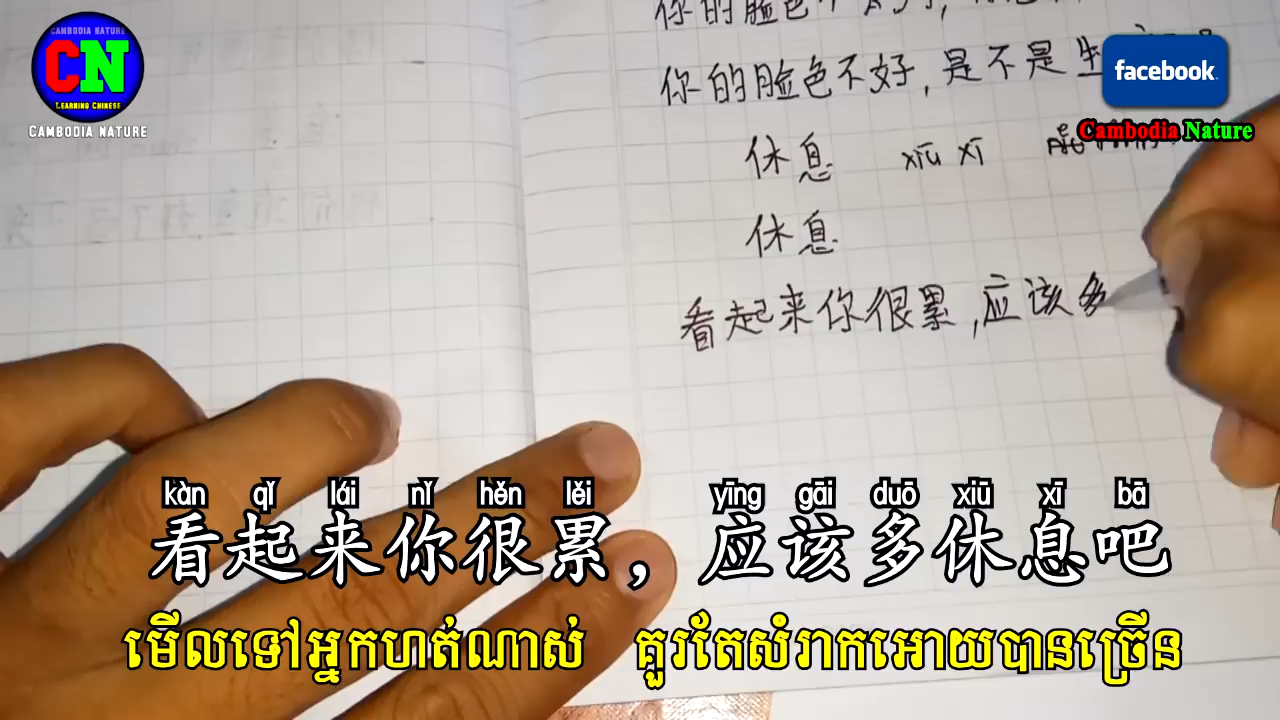 CAMBODIA NATURE
CN
LEARNING CHINESE
CAMBODIA NATURE
facebook
Cambodia Nature
你的脸色不好，是不是生
休息 xiū xī
休息
看起来你很累，应该多
kàn qǐ lái nǐ hěn lěi yīng gāi duō xiū xī bā
看起来你很累，应该多休息吧
មើលទៅអ្នកហត់ណាស់ គួរតែសំរាកអោយបានច្រើន